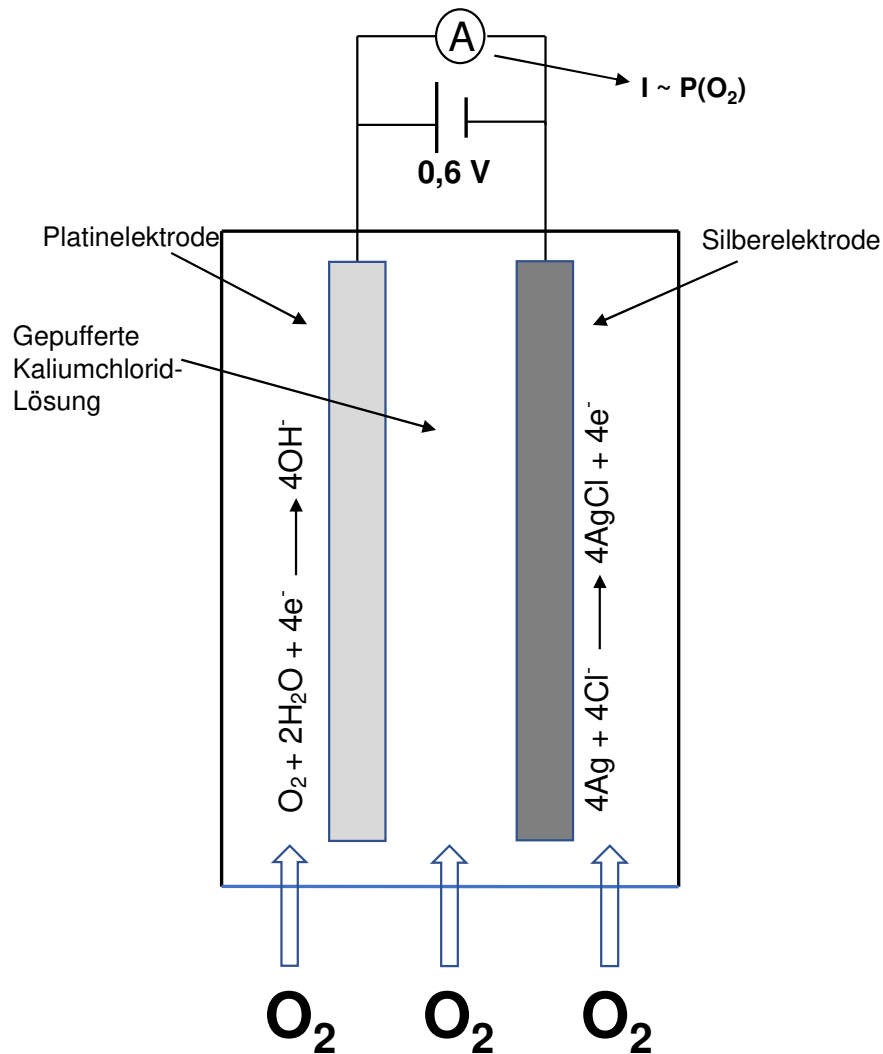 A
I ~ P(O₂)
0,6 V
Platinelektrode
Silberelektrode
Gepufferte
Kaliumchlorid-
Lösung
O₂ + 2H₂O + 4e⁻ ⟶ 4OH⁻
4Ag + 4Cl⁻ ⟶ 4AgCl + 4e⁻
O₂ O₂ O₂